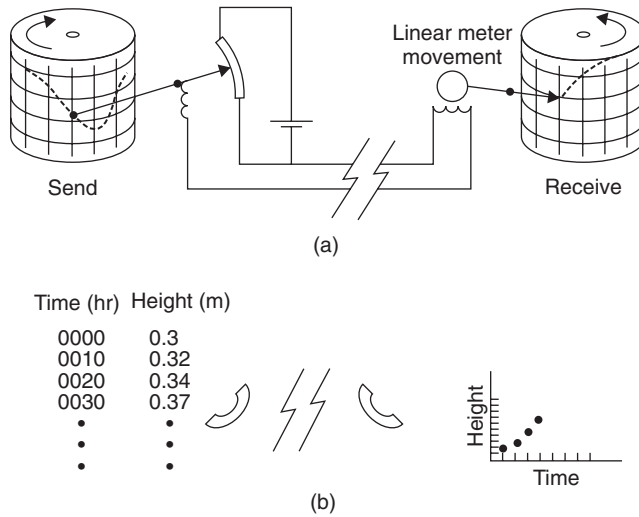 Linear meter
movement
Send
Receive
(a)
Time (hr) Height (m)
0000 0.3
0010 0.32
0020 0.34
0030 0.37
Height
Time
(b)